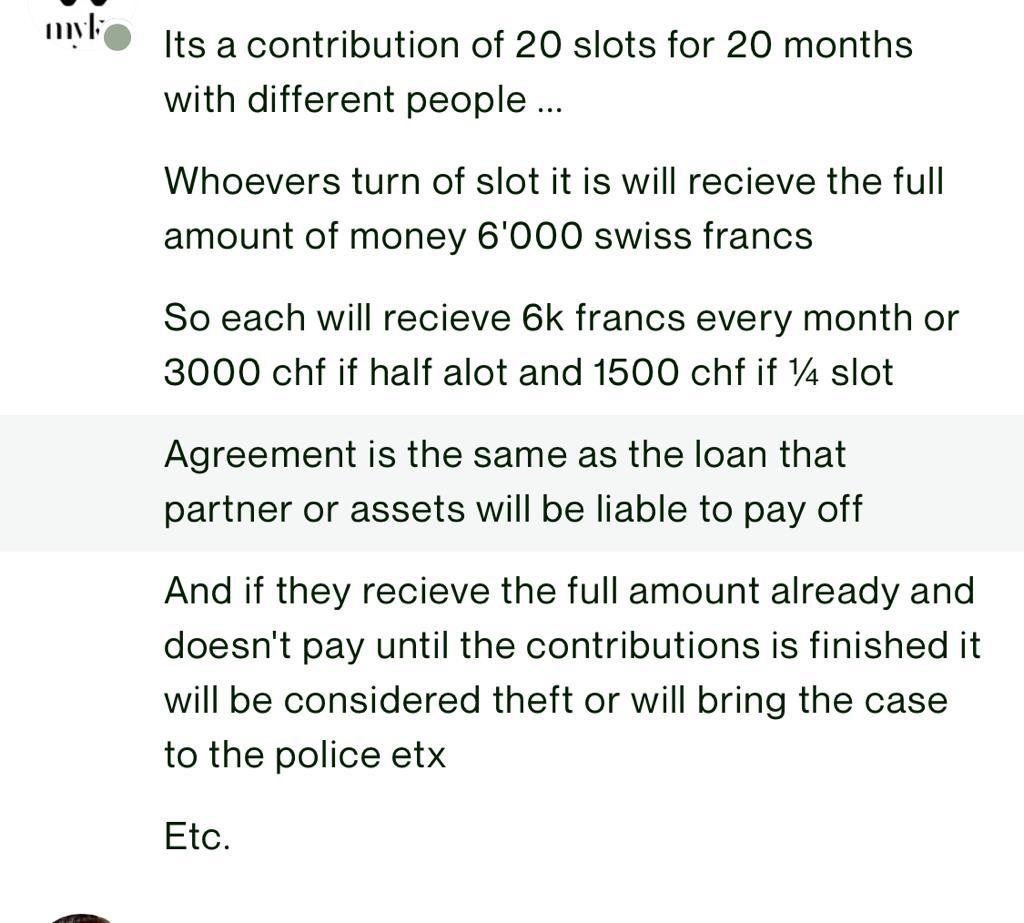 Its a contribution of 20 slots for 20 months
with different people ...
Whoevers turn of slot it is will recieve the full
amount of money 6'000 swiss francs
So each will recieve 6k francs every month or
3000 chf if half alot and 1500 chf if ¼ slot
Agreement is the same as the loan that
partner or assets will be liable to pay off
And if they recieve the full amount already and
doesn't pay until the contributions is finished it
will be considered theft or will bring the case
to the police etx
Etc.